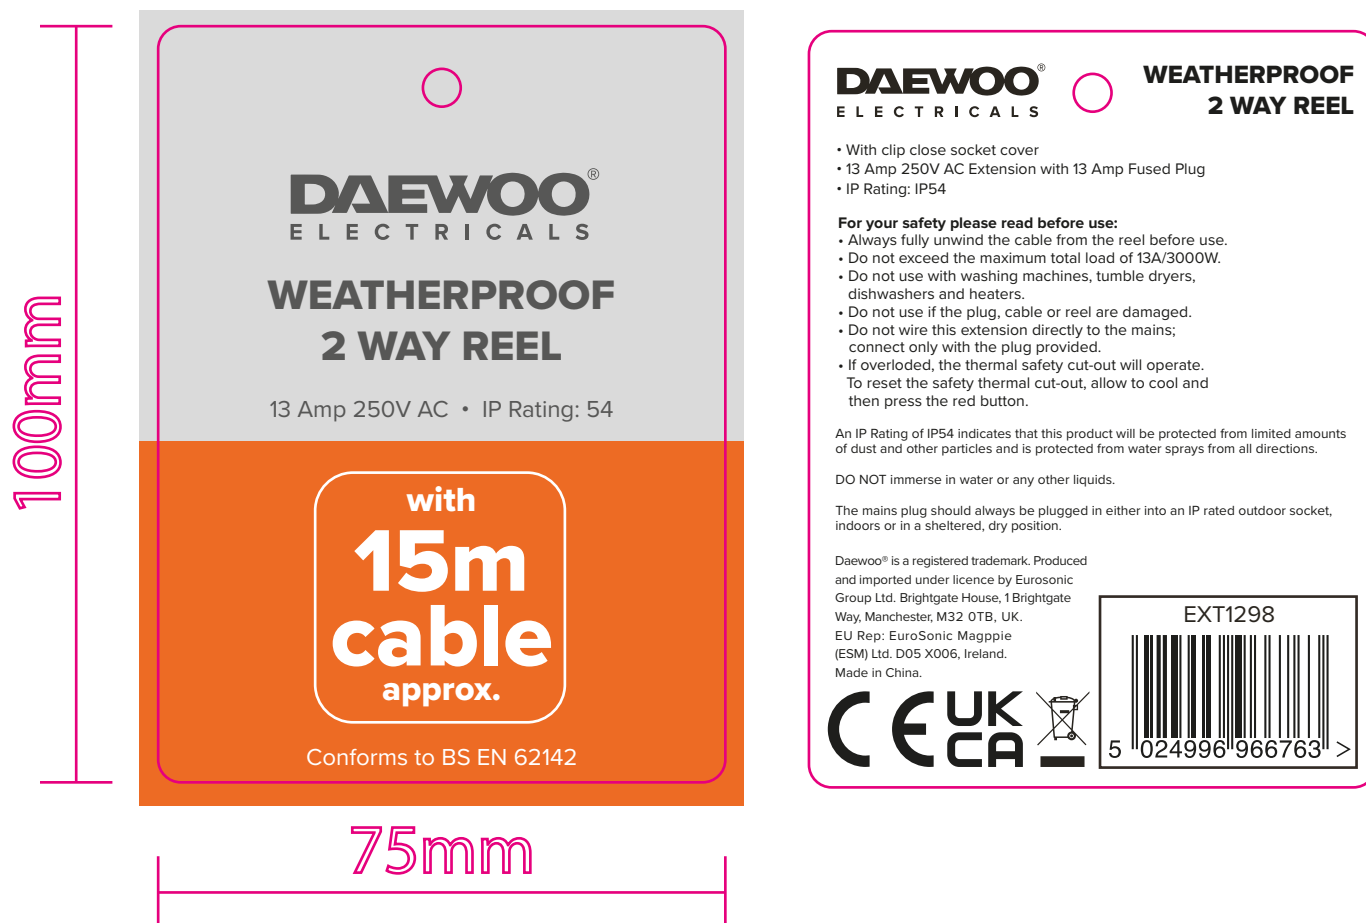 100mm
DAEWOO®
ELECTRICALS
WEATHERPROOF
2 WAY REEL
13 Amp 250V AC • IP Rating: 54
with
15m
cable
approx.
Conforms to BS EN 62142
75mm
DAEWOO®
ELECTRICALS
WEATHERPROOF
2 WAY REEL
• With clip close socket cover
• 13 Amp 250V AC Extension with 13 Amp Fused Plug
• IP Rating: IP54
For your safety please read before use:
• Always fully unwind the cable from the reel before use.
• Do not exceed the maximum total load of 13A/3000W.
• Do not use with washing machines, tumble dryers,
dishwashers and heaters.
• Do not use if the plug, cable or reel are damaged.
• Do not wire this extension directly to the mains;
connect only with the plug provided.
• If overloded, the thermal safety cut-out will operate.
To reset the safety thermal cut-out, allow to cool and
then press the red button.
An IP Rating of IP54 indicates that this product will be protected from limited amounts
of dust and other particles and is protected from water sprays from all directions.
DO NOT immerse in water or any other liquids.
The mains plug should always be plugged in either into an IP rated outdoor socket,
indoors or in a sheltered, dry position.
Daewoo® is a registered trademark. Produced
and imported under licence by Eurosonic
Group Ltd. Brightgate House, 1 Brightgate
Way, Manchester, M32 0TB, UK.
EU Rep: EuroSonic Magppie
(ESM) Ltd. D05 X006, Ireland.
Made in China.
CE
UK
CA
EXT1298
5 024996 966763 >